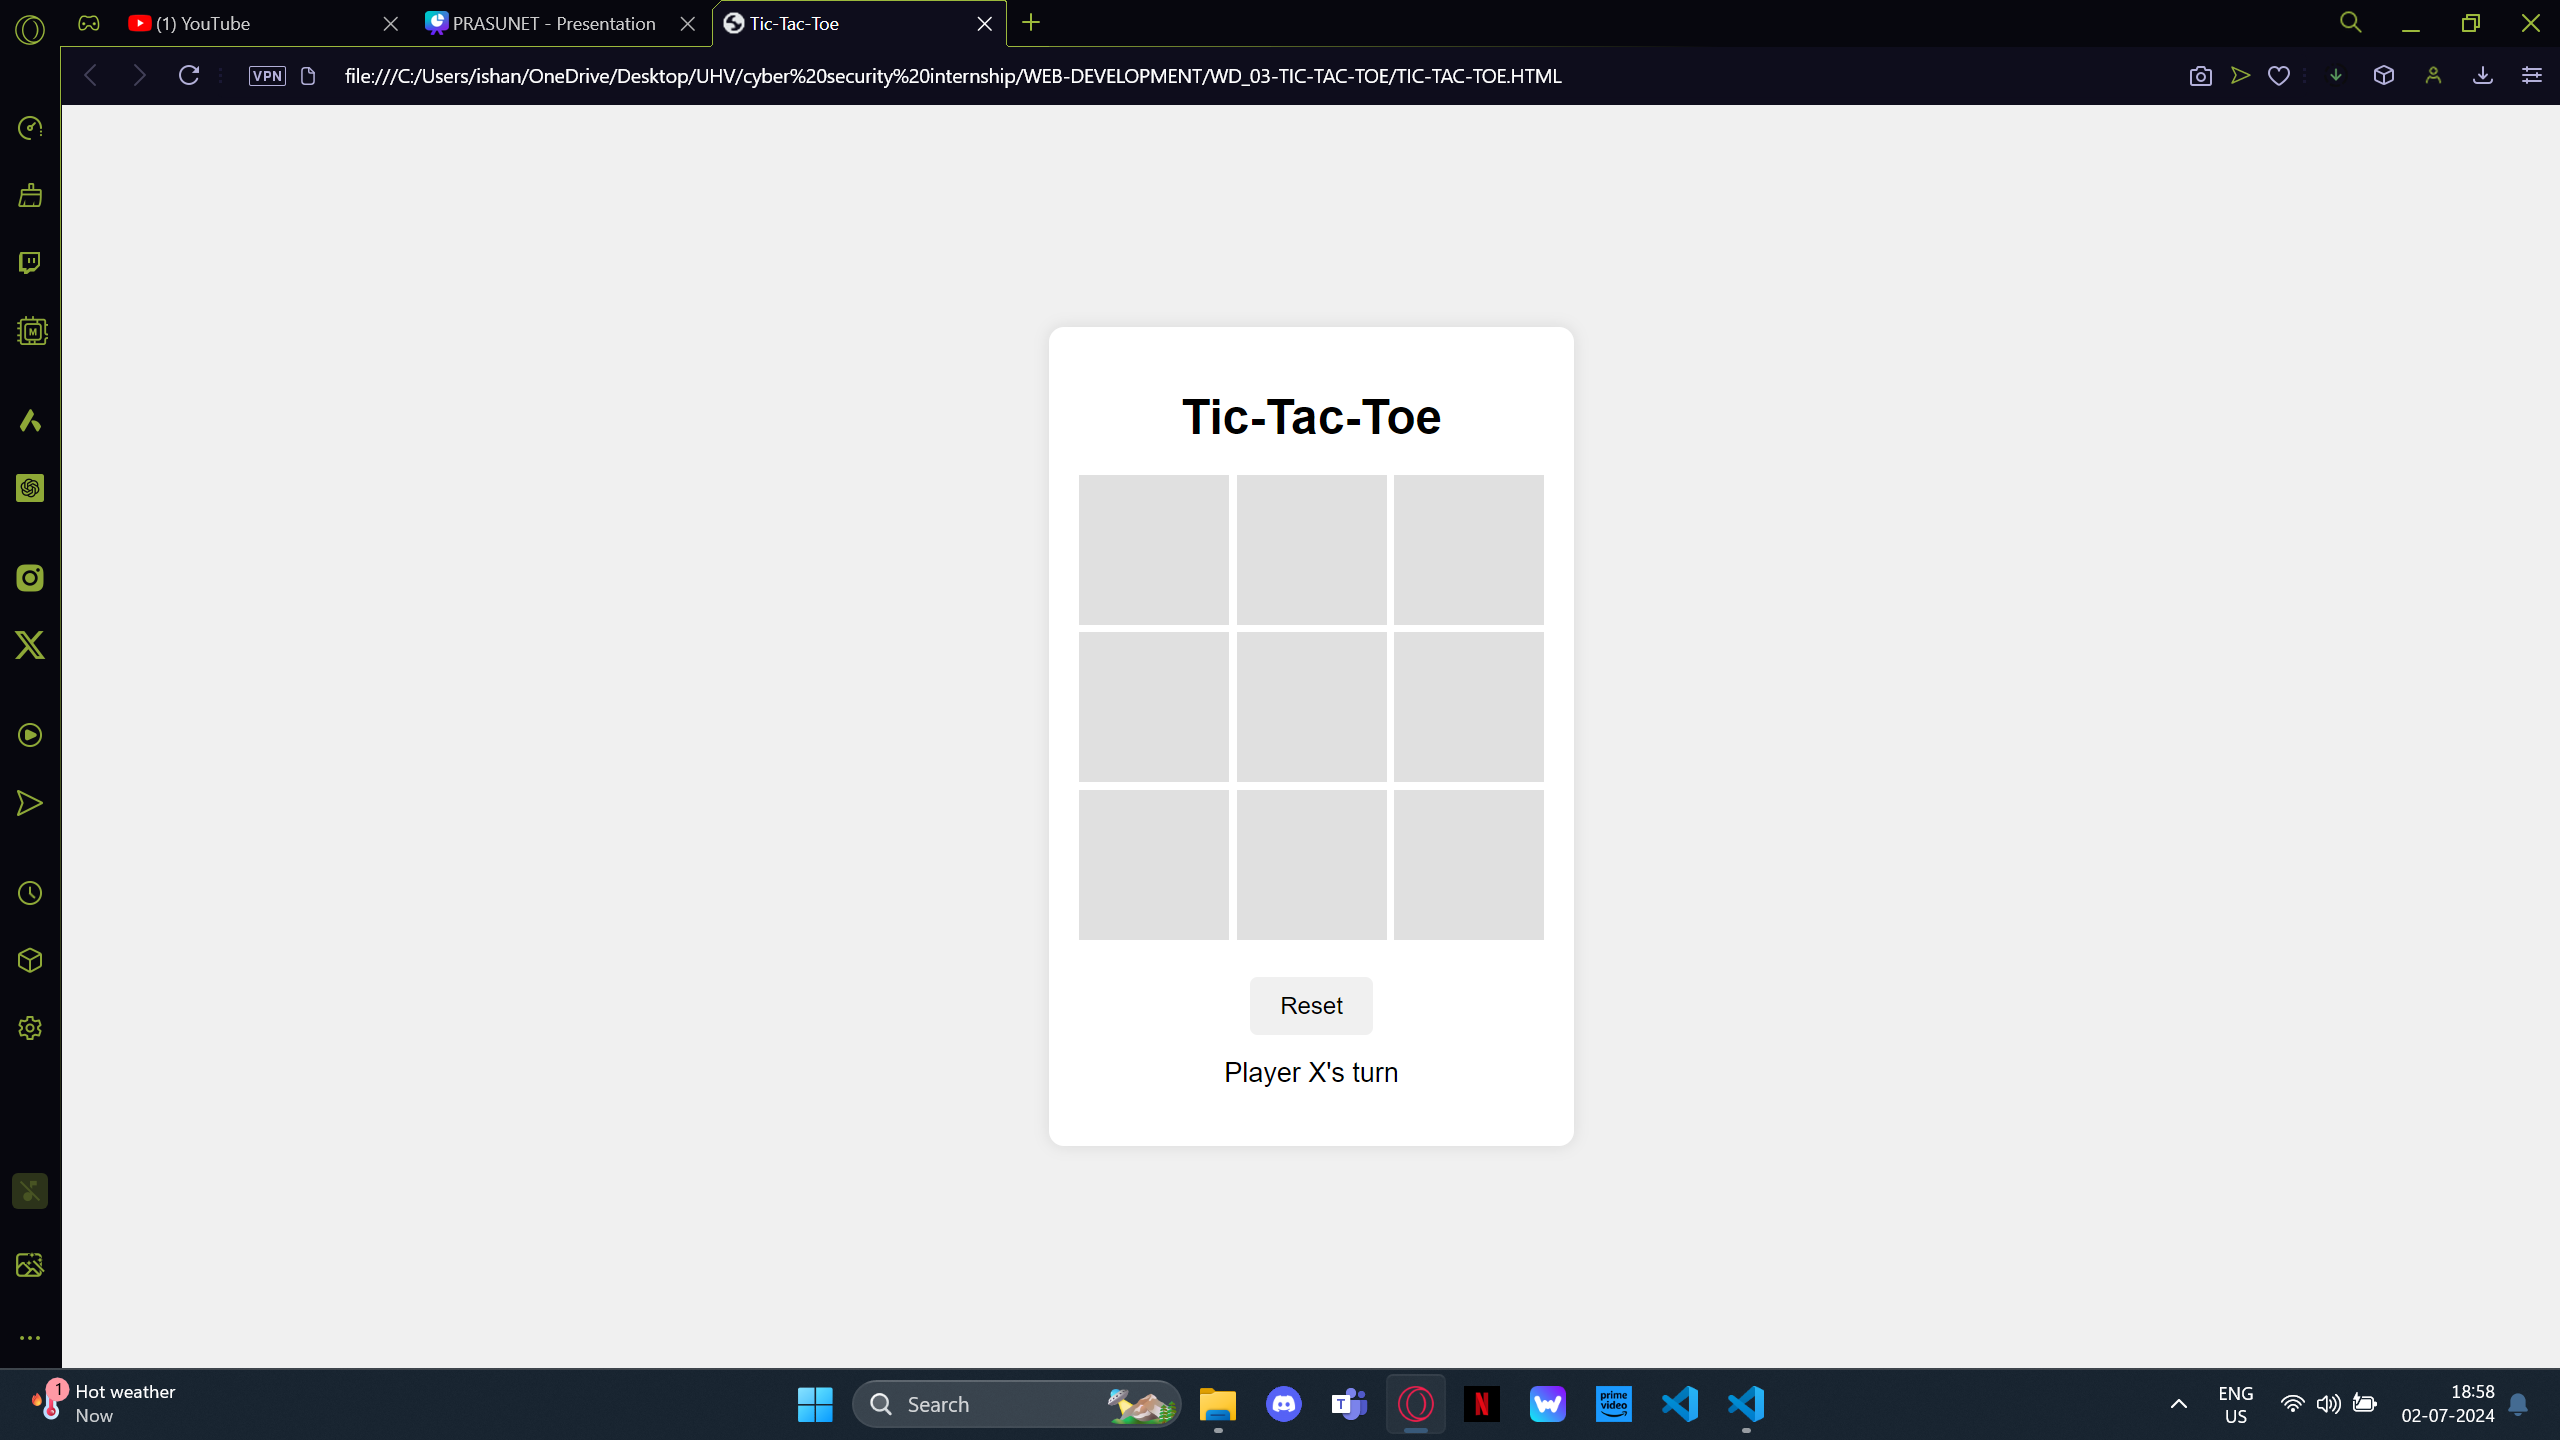 (1) YouTube
PRASUNET - Presentation
Tic-Tac-Toe
VPN
file:///C:/Users/ishan/OneDrive/Desktop/UHV/cyber%20security%20internship/WEB-DEVELOPMENT/WD_03-TIC-TAC-TOE/TIC-TAC-TOE.HTML
M
Tic-Tac-Toe
Reset
Player X's turn
1
Hot weather
Now
Search
T
N
prime
video
ENG
US
18:58
02-07-2024